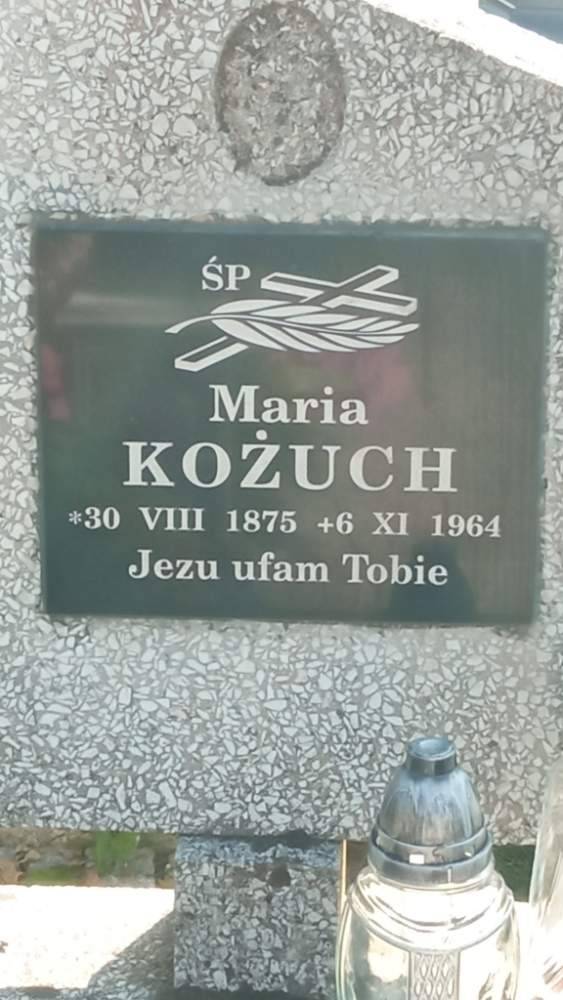 ŚP
Maria
KOŻUCH
*30 VIII 1875 +6 XI 1964
Jezu ufam Tobie